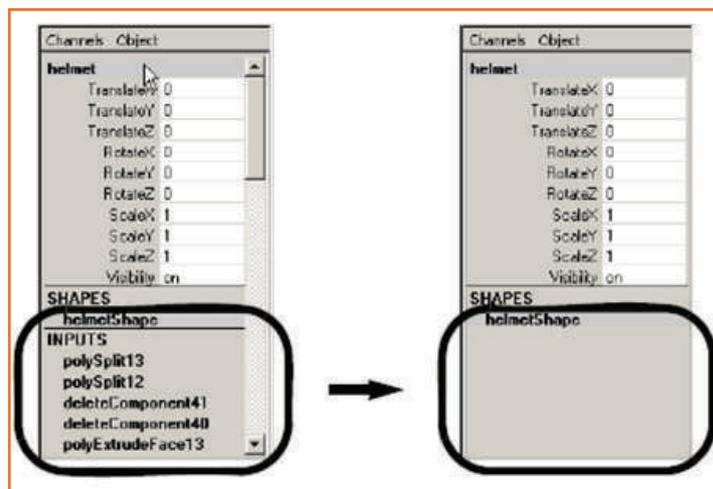 Channels Object
helmet
TranslateX 0
TranslateY 0
TranslateZ 0
RotateX 0
RotateY 0
RotateZ 0
ScaleX 1
ScaleY 1
ScaleZ 1
Visibility on
SHAPES
helmetShape
INPUTS
polySplit13
polySplit12
deleteComponent41
deleteComponent40
polyExtrudeFace13
Channels Object
helmet
TranslateX 0
TranslateY 0
TranslateZ 0
RotateX 0
RotateY 0
RotateZ 0
ScaleX 1
ScaleY 1
ScaleZ 1
Visibility on
SHAPES
helmetShape